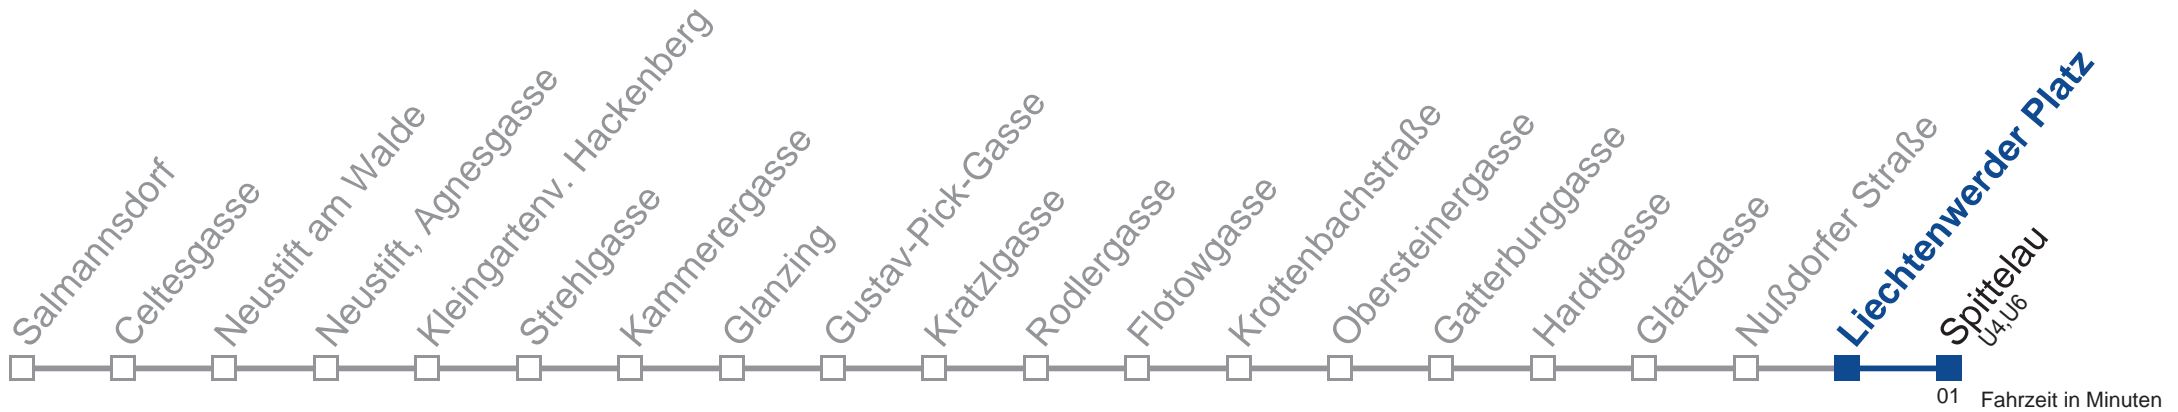 Salmannsdorf
Celtesgasse
Neustift am Walde
Neustift, Agnesgasse
Kleingartenv. Hackenberg
Strehlgasse
Kammerergasse
Glanzing
Gustav-Pick-Gasse
Kratzlgasse
Rodlergasse
Flotowgasse
Krottenbachstraße
Obersteinergasse
Gatterburggasse
Hardtgasse
Glatzgasse
Nußdorfer Straße
Liechtenwerder Platz
Spittelau
U4,U6
01
Fahrzeit in Minuten